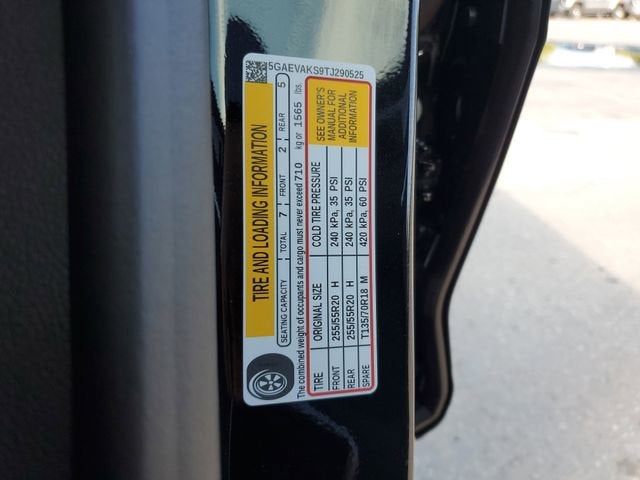 5GAEVAKS9TJ290525
TIRE AND LOADING INFORMATION
SEATING CAPACITY TOTAL 7 FRONT 2 REAR 5
The combined weight of occupants and cargo must never exceed 710 kg or 1565 lbs.
TIRE ORIGINAL SIZE COLD TIRE PRESSURE
FRONT 255/55R20 H 240 kPa, 35 PSI
REAR 255/55R20 H 240 kPa, 35 PSI
SPARE T135/70R18 M 420 kPa, 60 PSI
SEE OWNER'S
MANUAL FOR
ADDITIONAL
INFORMATION